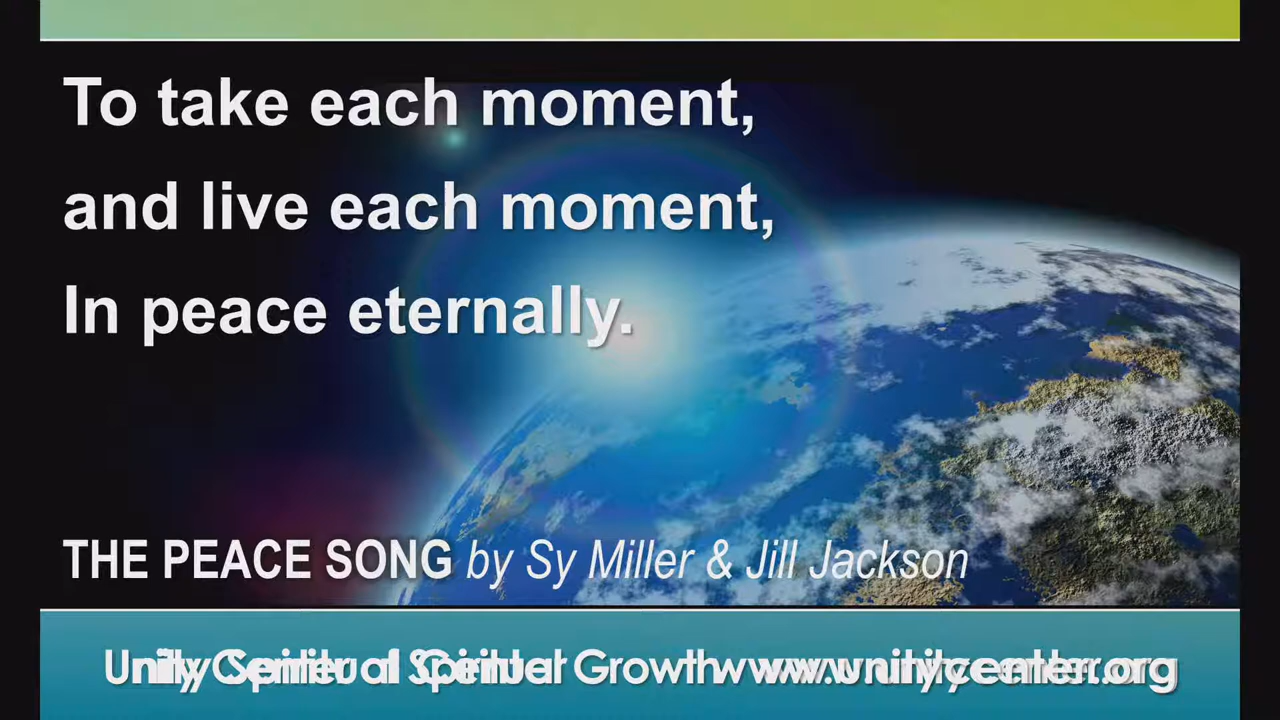 To take each moment,
and live each moment,
In peace eternally.
THE PEACE SONG by Sy Miller & Jill Jackson
Growth